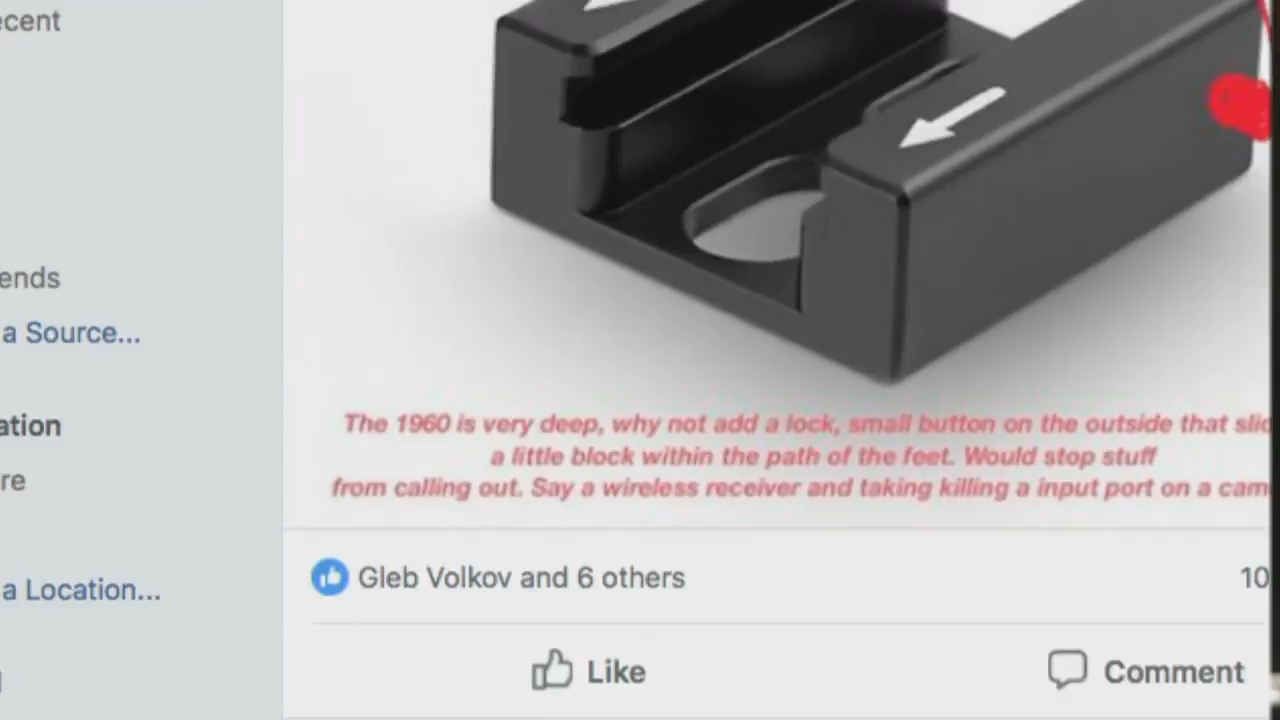 ecent
ends
a Source...
ation
re
a Location...
The 1960 is very deep, why not add a lock, small button on the outside that slid
a little block within the path of the feet. Would stop stuff
from calling out. Say a wireless receiver and taking killing a input port on a cam
Gleb Volkov and 6 others
10
Like
Comment